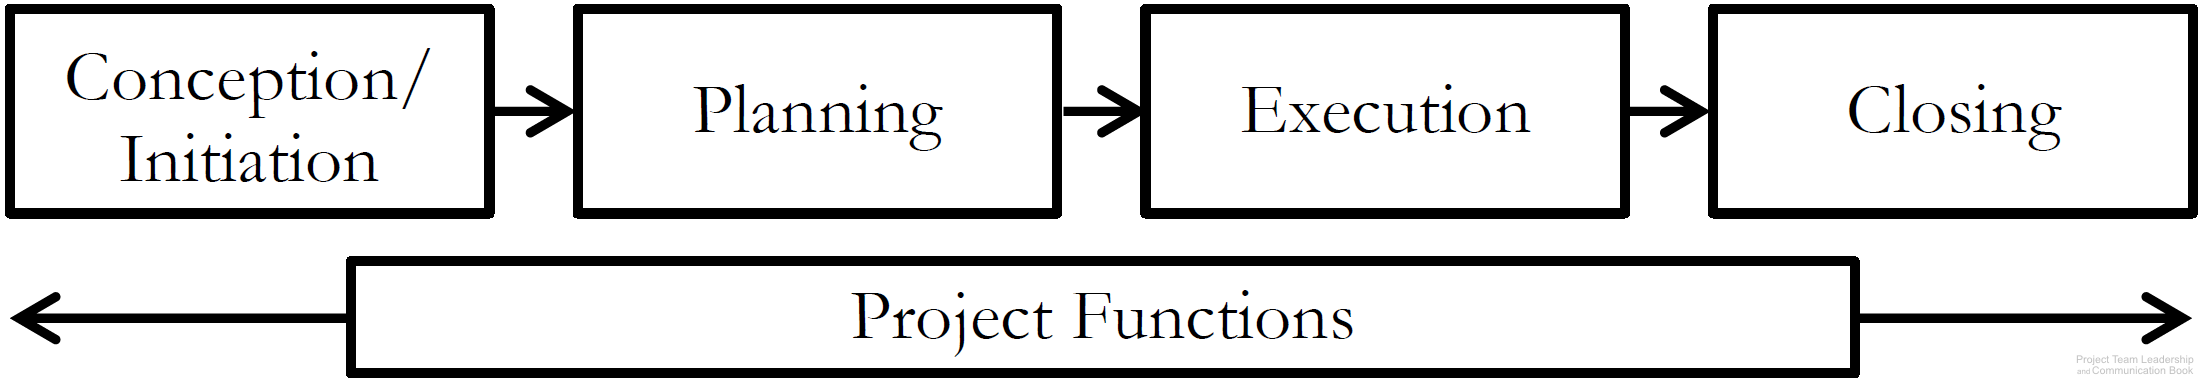 Conception/
Initiation
Planning
Execution
Closing
Project Functions
Project Team Leadership
and Communication Book